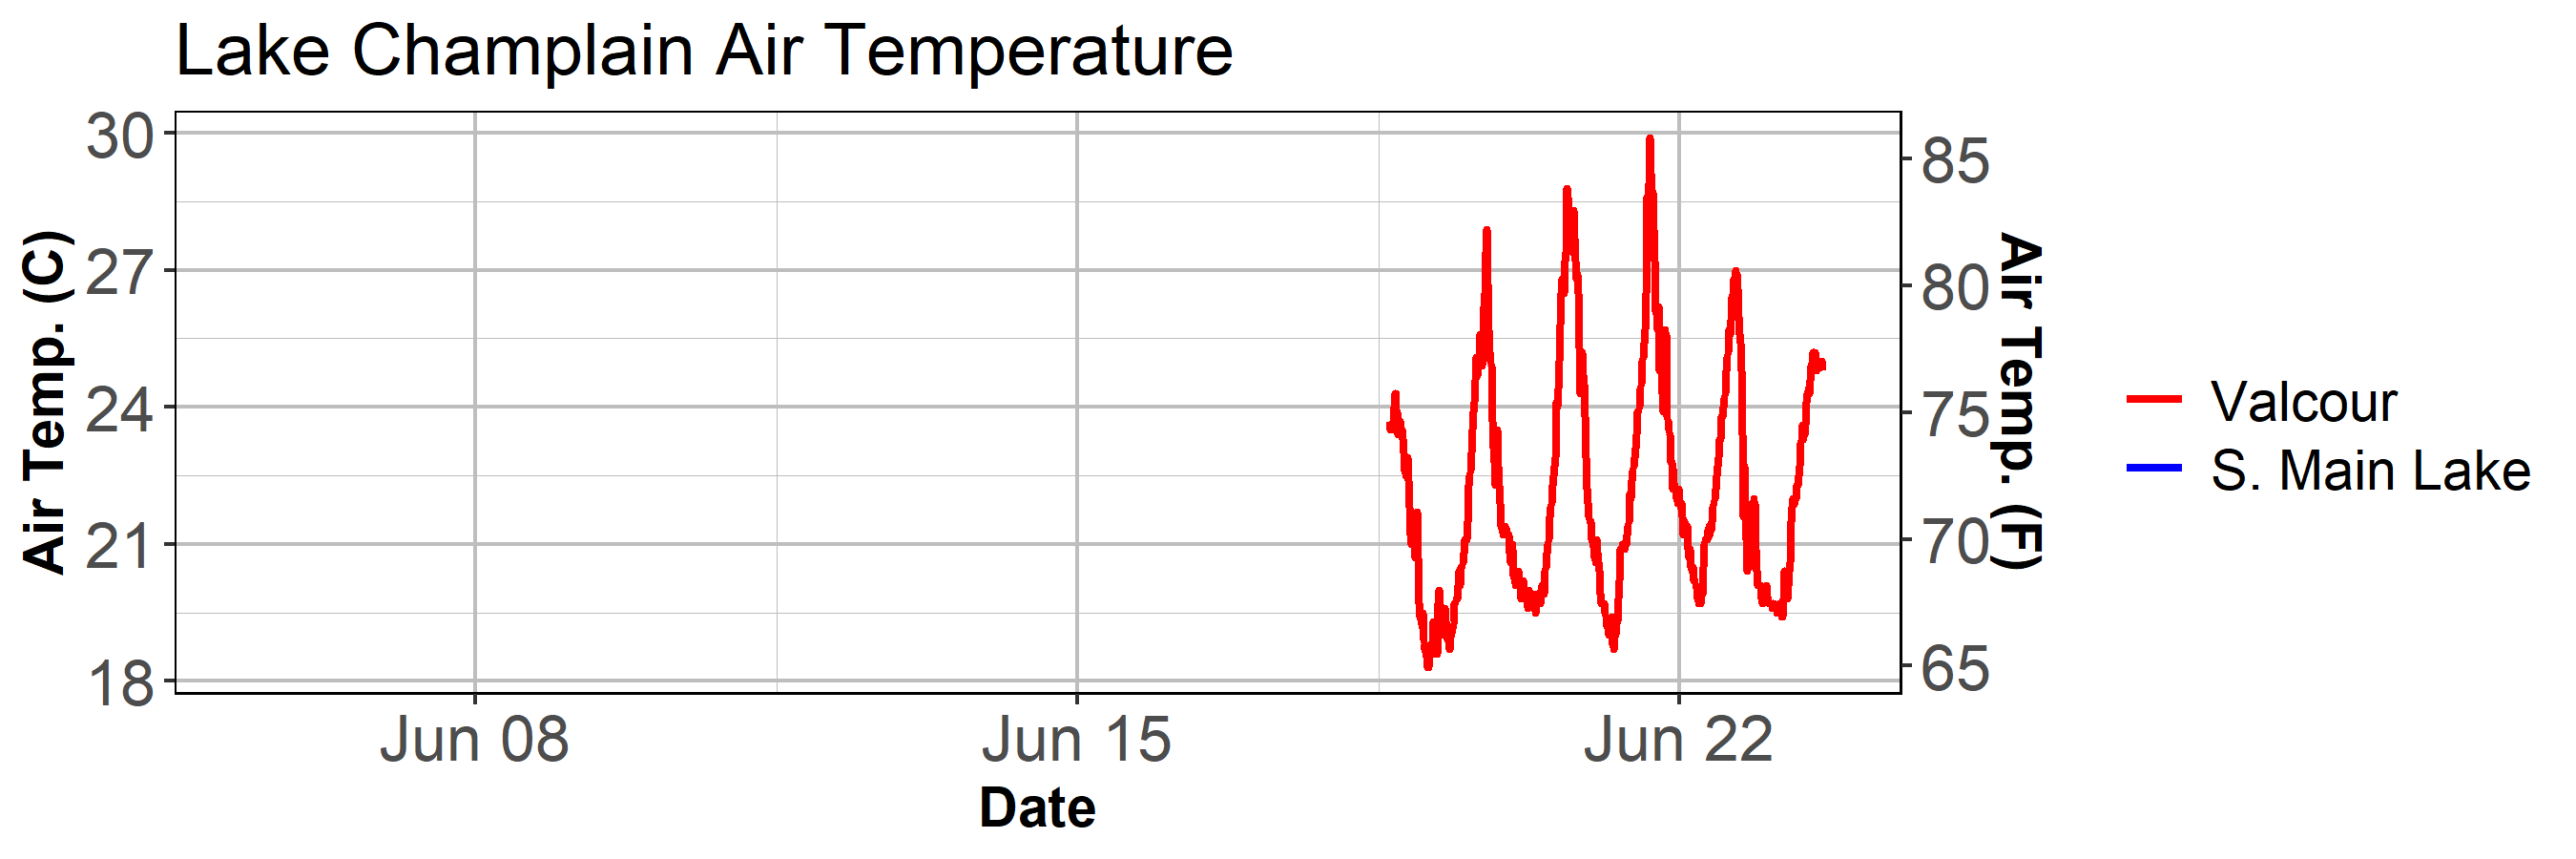 Lake Champlain Air Temperature
Air Temp. (C)
30
27
24
21
18
85
80
75
70
65
Air Temp. (F)
Jun 08
Jun 15
Jun 22
Date
Valcour
S. Main Lake